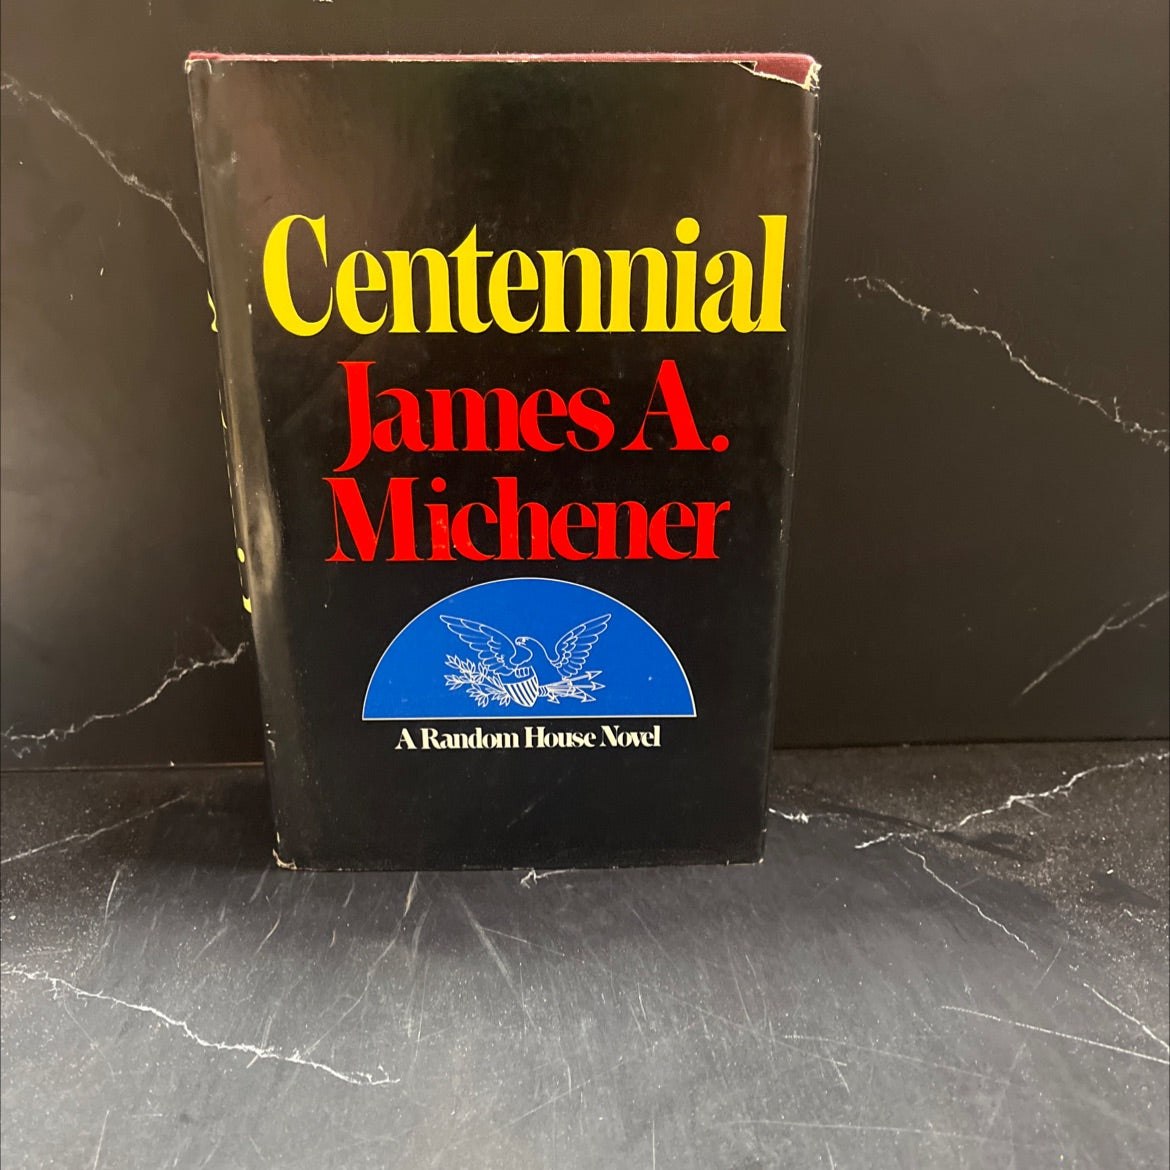 Centennial
James A.
Michener
A Random House Novel